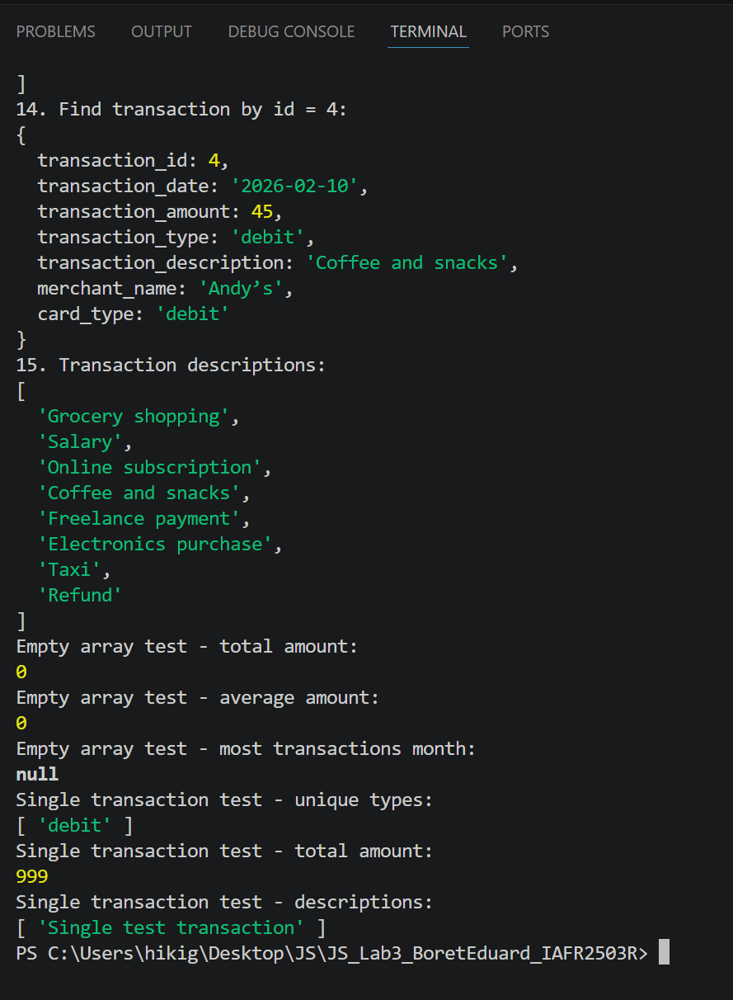 PROBLEMS OUTPUT DEBUG CONSOLE TERMINAL PORTS
]
14. Find transaction by id = 4:
{
  transaction_id: 4,
  transaction_date: '2026-02-10',
  transaction_amount: 45,
  transaction_type: 'debit',
  transaction_description: 'Coffee and snacks',
  merchant_name: 'Andy’s',
  card_type: 'debit'
}
15. Transaction descriptions:
[
  'Grocery shopping',
  'Salary',
  'Online subscription',
  'Coffee and snacks',
  'Freelance payment',
  'Electronics purchase',
  'Taxi',
  'Refund'
]
Empty array test - total amount:
0
Empty array test - average amount:
0
Empty array test - most transactions month:
null
Single transaction test - unique types:
[ 'debit' ]
Single transaction test - total amount:
999
Single transaction test - descriptions:
[ 'Single test transaction' ]
PS C:\Users\hikig\Desktop\JS\JS_Lab3_BoretEduard_IAFR2503R>